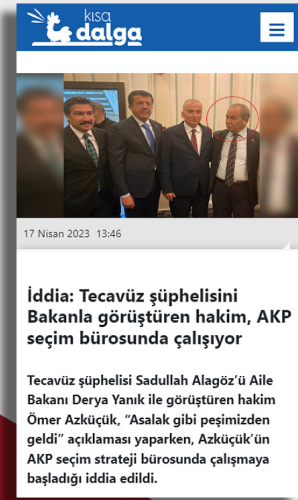 kısa
dalga
17 Nisan 2023 13:46
İddia: Tecavüz şüphelisini
Bakanla görüştüren hakim, AKP
seçim bürosunda çalışıyor
Tecavüz şüphelisi Sadullah Alagöz’ü Aile
Bakanı Derya Yanık ile görüştüren hakim
Ömer Azküçük, “Asalak gibi peşimizden
geldi” açıklaması yaparken, Azküçük’ün
AKP seçim strateji bürosunda çalışmaya
başladığı iddia edildi.